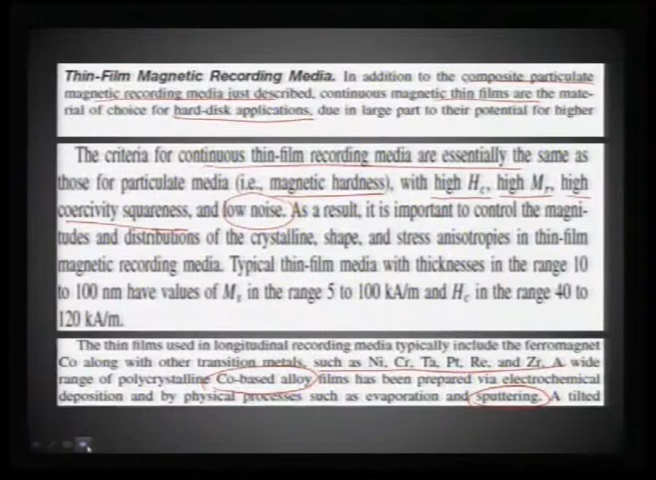 Thin-Film Magnetic Recording Media. In addition to the composite particulate
magnetic recording media just described, continuous magnetic thin films are the mate-
rial of choice for hard-disk applications, due in large part to their potential for higher
The criteria for continuous thin-film recording media are essentially the same as
those for particulate media (i.e., magnetic hardness), with high Hc, high Mr, high
coercivity squareness, and low noise. As a result, it is important to control the magni-
tudes and distributions of the crystalline, shape, and stress anisotropies in thin-film
magnetic recording media. Typical thin-film media with thicknesses in the range 10
to 100 nm have values of Ms in the range 5 to 100 kA/m and Hc in the range 40 to
120 kA/m.
The thin films used in longitudinal recording media typically include the ferromagnet
Co along with other transition metals, such as Ni, Cr, Ta, Pt, Re, and Zr. A wide
range of polycrystalline Co-based alloy films has been prepared via electrochemical
deposition and by physical processes such as evaporation and sputtering. A tilted